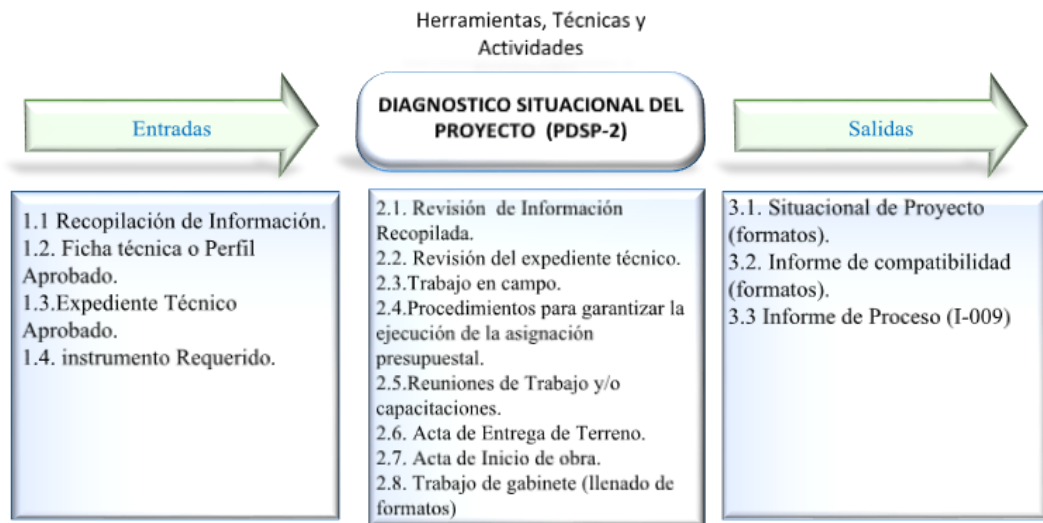 Herramientas, Técnicas y
Actividades
Entradas
DIAGNOSTICO SITUACIONAL DEL
PROYECTO (PDSP-2)
Salidas
1.1 Recopilación de Información.
1.2. Ficha técnica o Perfil
Aprobado.
1.3.Expediente Técnico
Aprobado.
1.4. instrumento Requerido.
2.1. Revisión de Información
Recopilada.
2.2. Revisión del expediente técnico.
2.3.Trabajo en campo.
2.4.Procedimientos para garantizar la
ejecución de la asignación
presupuestal.
2.5.Reuniones de Trabajo y/o
capacitaciones.
2.6. Acta de Entrega de Terreno.
2.7. Acta de Inicio de obra.
2.8. Trabajo de gabinete (llenado de
formatos)
3.1. Situacional de Proyecto
(formatos).
3.2. Informe de compatibilidad
(formatos).
3.3 Informe de Proceso (I-009)